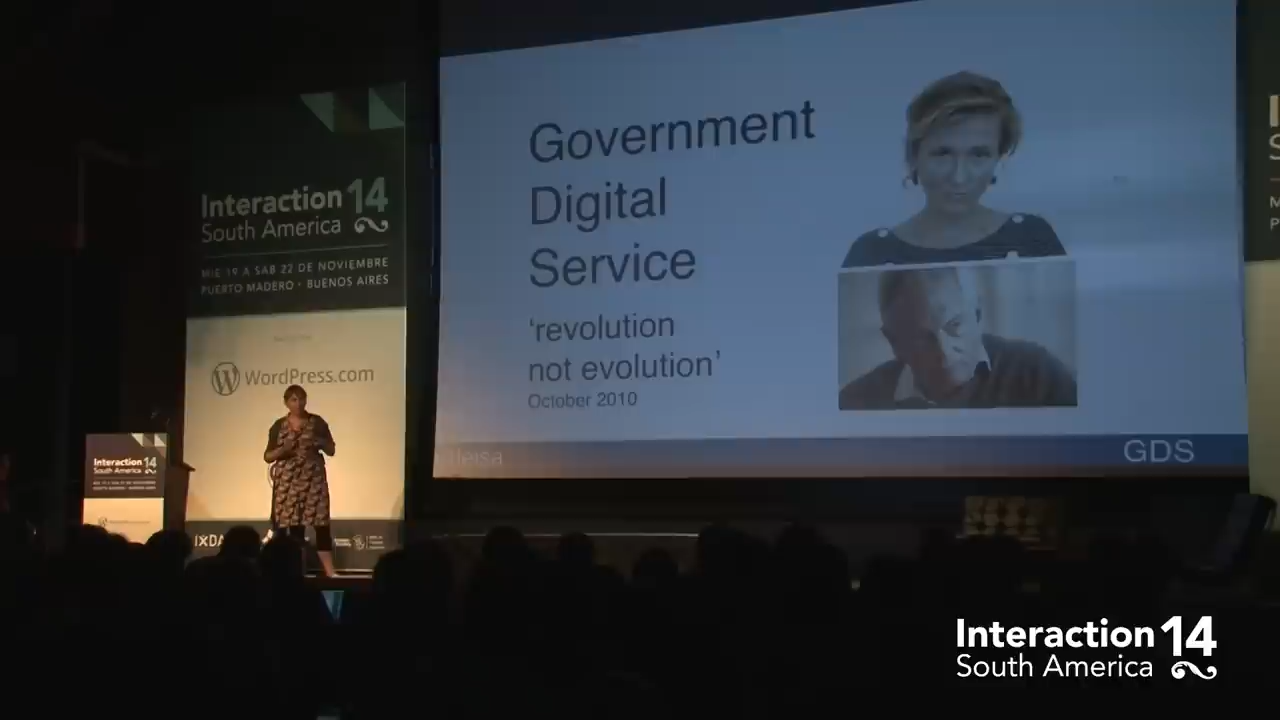 Interaction 14
South America
MIE 19 A SAB 22 DE NOVIEMBRE
PUERTO MADERO · BUENOS AIRES
WordPress.com
Interaction 14
South America
IXDA
Government
Digital
Service
‘revolution
not evolution’
October 2010
GDS
Interaction 14
South America